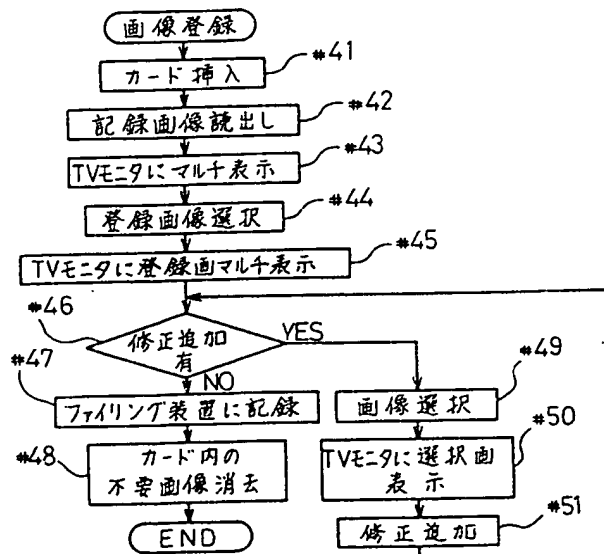 画像登録
#41
カード挿入
#42
記録画像読出し
#43
TVモニタにマルチ表示
#44
登録画像選択
#45
TVモニタに登録画マルチ表示
#46
修正追加
有
YES
NO
#47
ファイリング装置に記録
#48
カード内の
不要画像消去
END
#49
画像選択
#50
TVモニタに選択画
表示
#51
修正追加